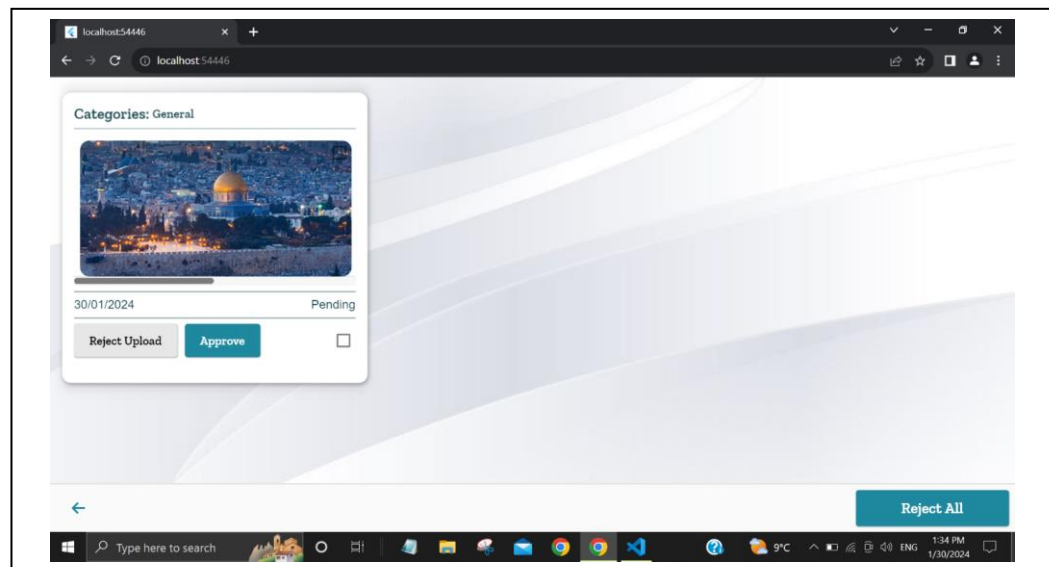 localhost:54446
localhost:54446
Categories: General
30/01/2024 Pending
Reject Upload Approve
Reject All
Type here to search
9°C ENG 1:34 PM
1/30/2024